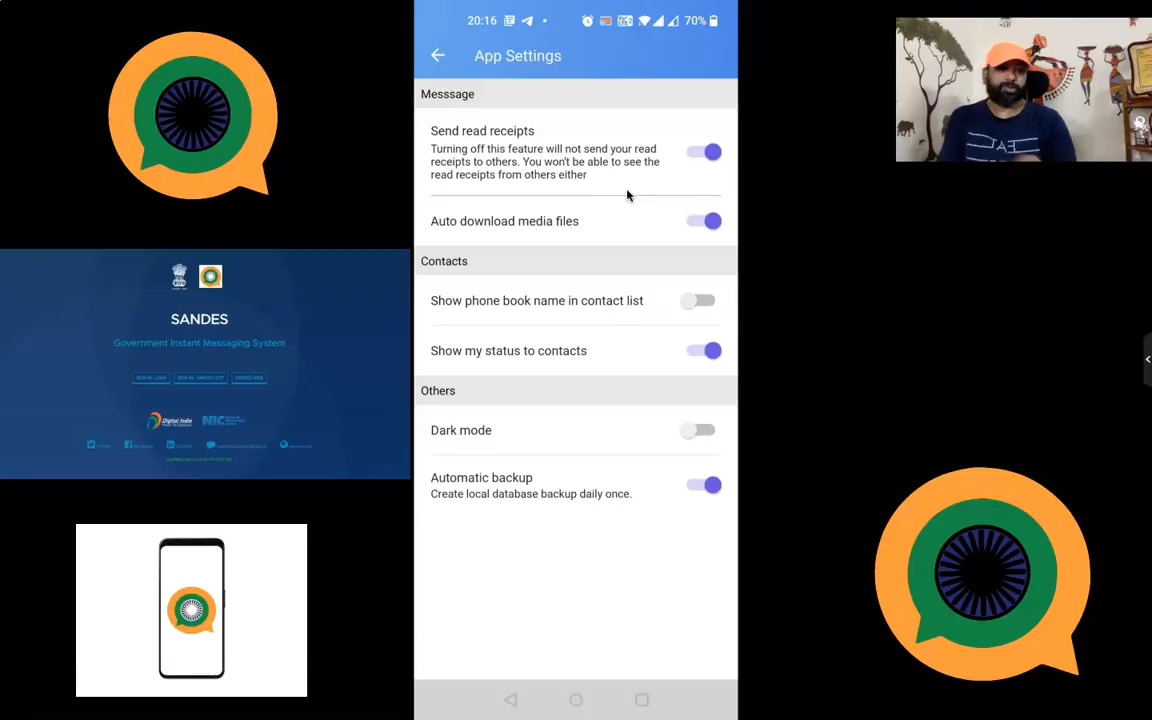 20:16
70%
App Settings
Messsage
Send read receipts
Turning off this feature will not send your read
receipts to others. You won't be able to see the
read receipts from others either
Auto download media files
Contacts
Show phone book name in contact list
Show my status to contacts
Others
Dark mode
Automatic backup
Create local database backup daily once.
SANDES
Government Instant Messaging System
Digital India
NIC